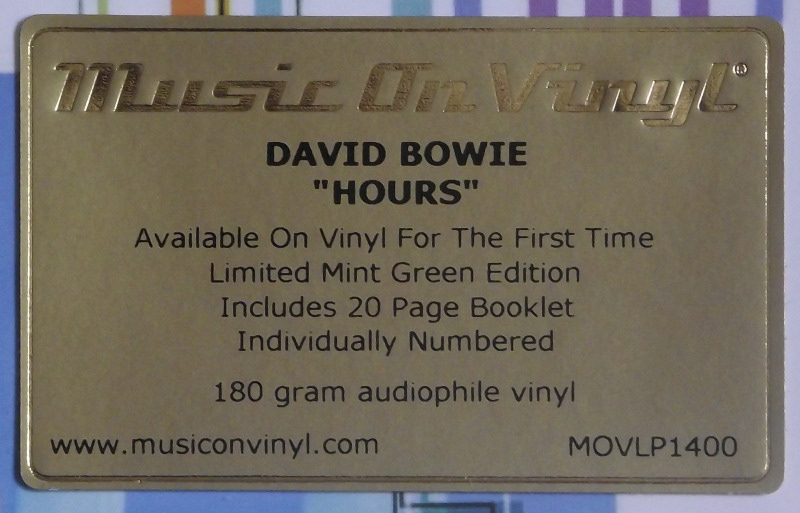 Music On Vinyl®
DAVID BOWIE
"HOURS"
Available On Vinyl For The First Time
Limited Mint Green Edition
Includes 20 Page Booklet
Individually Numbered
180 gram audiophile vinyl
www.musiconvinyl.com MOVLP1400